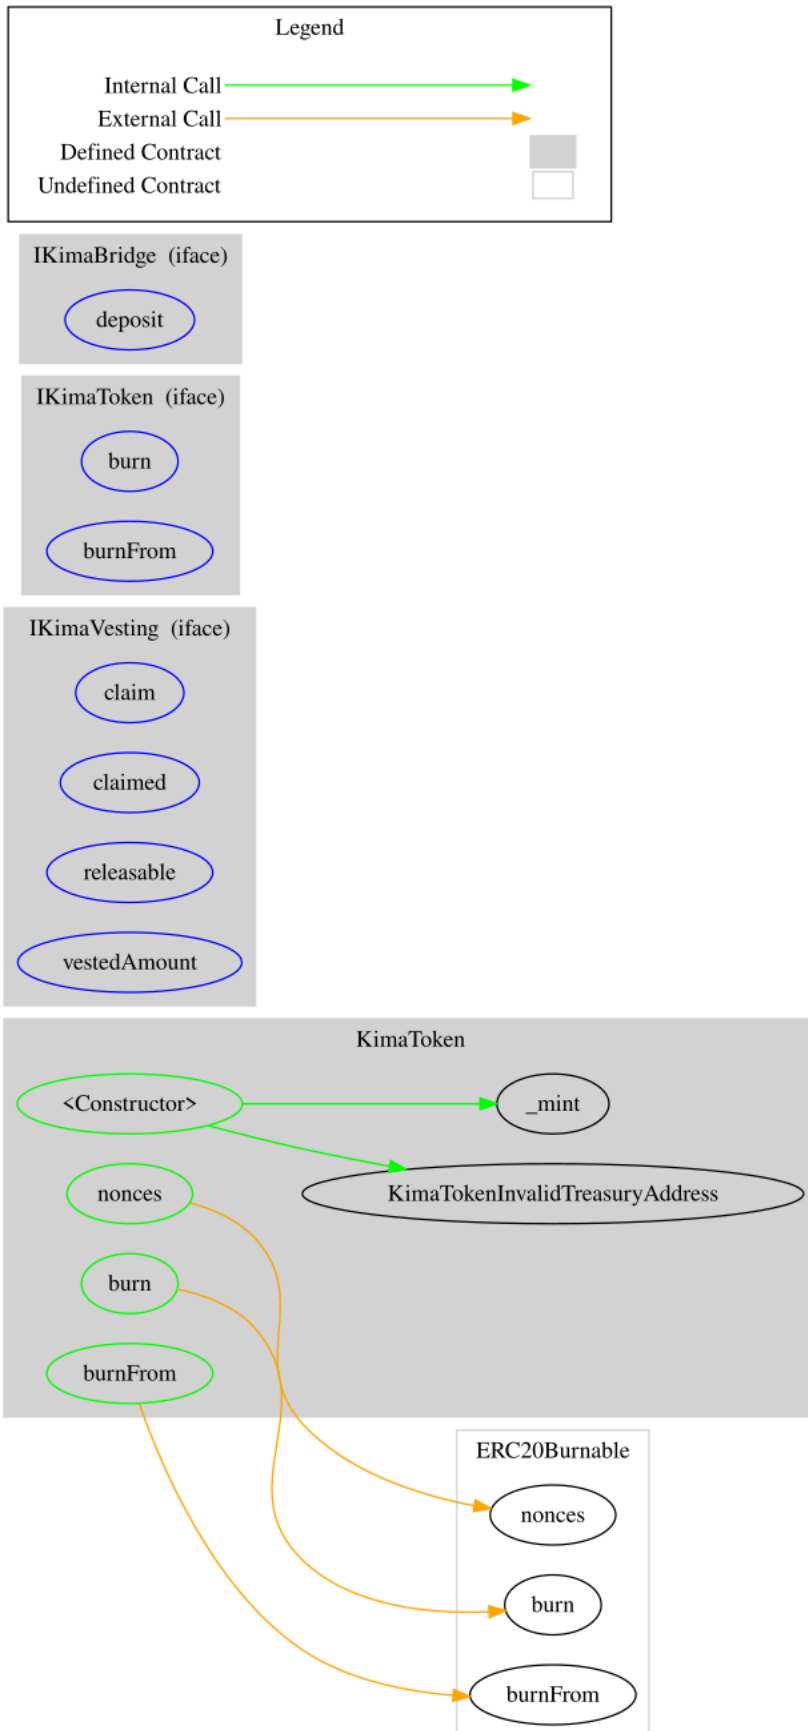 Legend
Internal Call
External Call
Defined Contract
Undefined Contract
IKimaBridge (iface)
deposit
IKimaToken (iface)
burn
burnFrom
IKimaVesting (iface)
claim
claimed
releasable
vestedAmount
KimaToken
<Constructor>
_mint
nonces
KimaTokenInvalidTreasuryAddress
burn
burnFrom
ERC20Burnable
nonces
burn
burnFrom